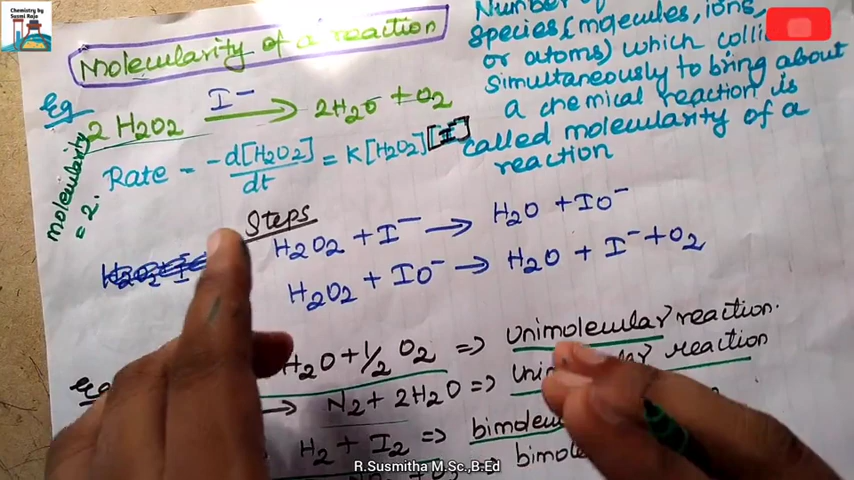 Chemistry by
Susmi Raja
Molecularity of a reaction
Number of
species (molecules, ions,
or atoms) which
simultaneously to bring about
a chemical reaction is
called molecularity of a
reaction
Eg
2 H2O2 I⁻ → 2H2O + O2
molecularity
= 2.
Rate = -d[H2O2]/dt = K[H2O2][I⁻]
Steps
H2O2 + I⁻ → H2O + IO⁻
H2O2 + IO⁻ → H2O + I⁻ + O2
H2O + 1/2 O2 ⇒ Unimolecular reaction.
→ N2 + 2H2O ⇒ reaction
H2 + I2 ⇒
R.Susmitha M.Sc.,B.Ed